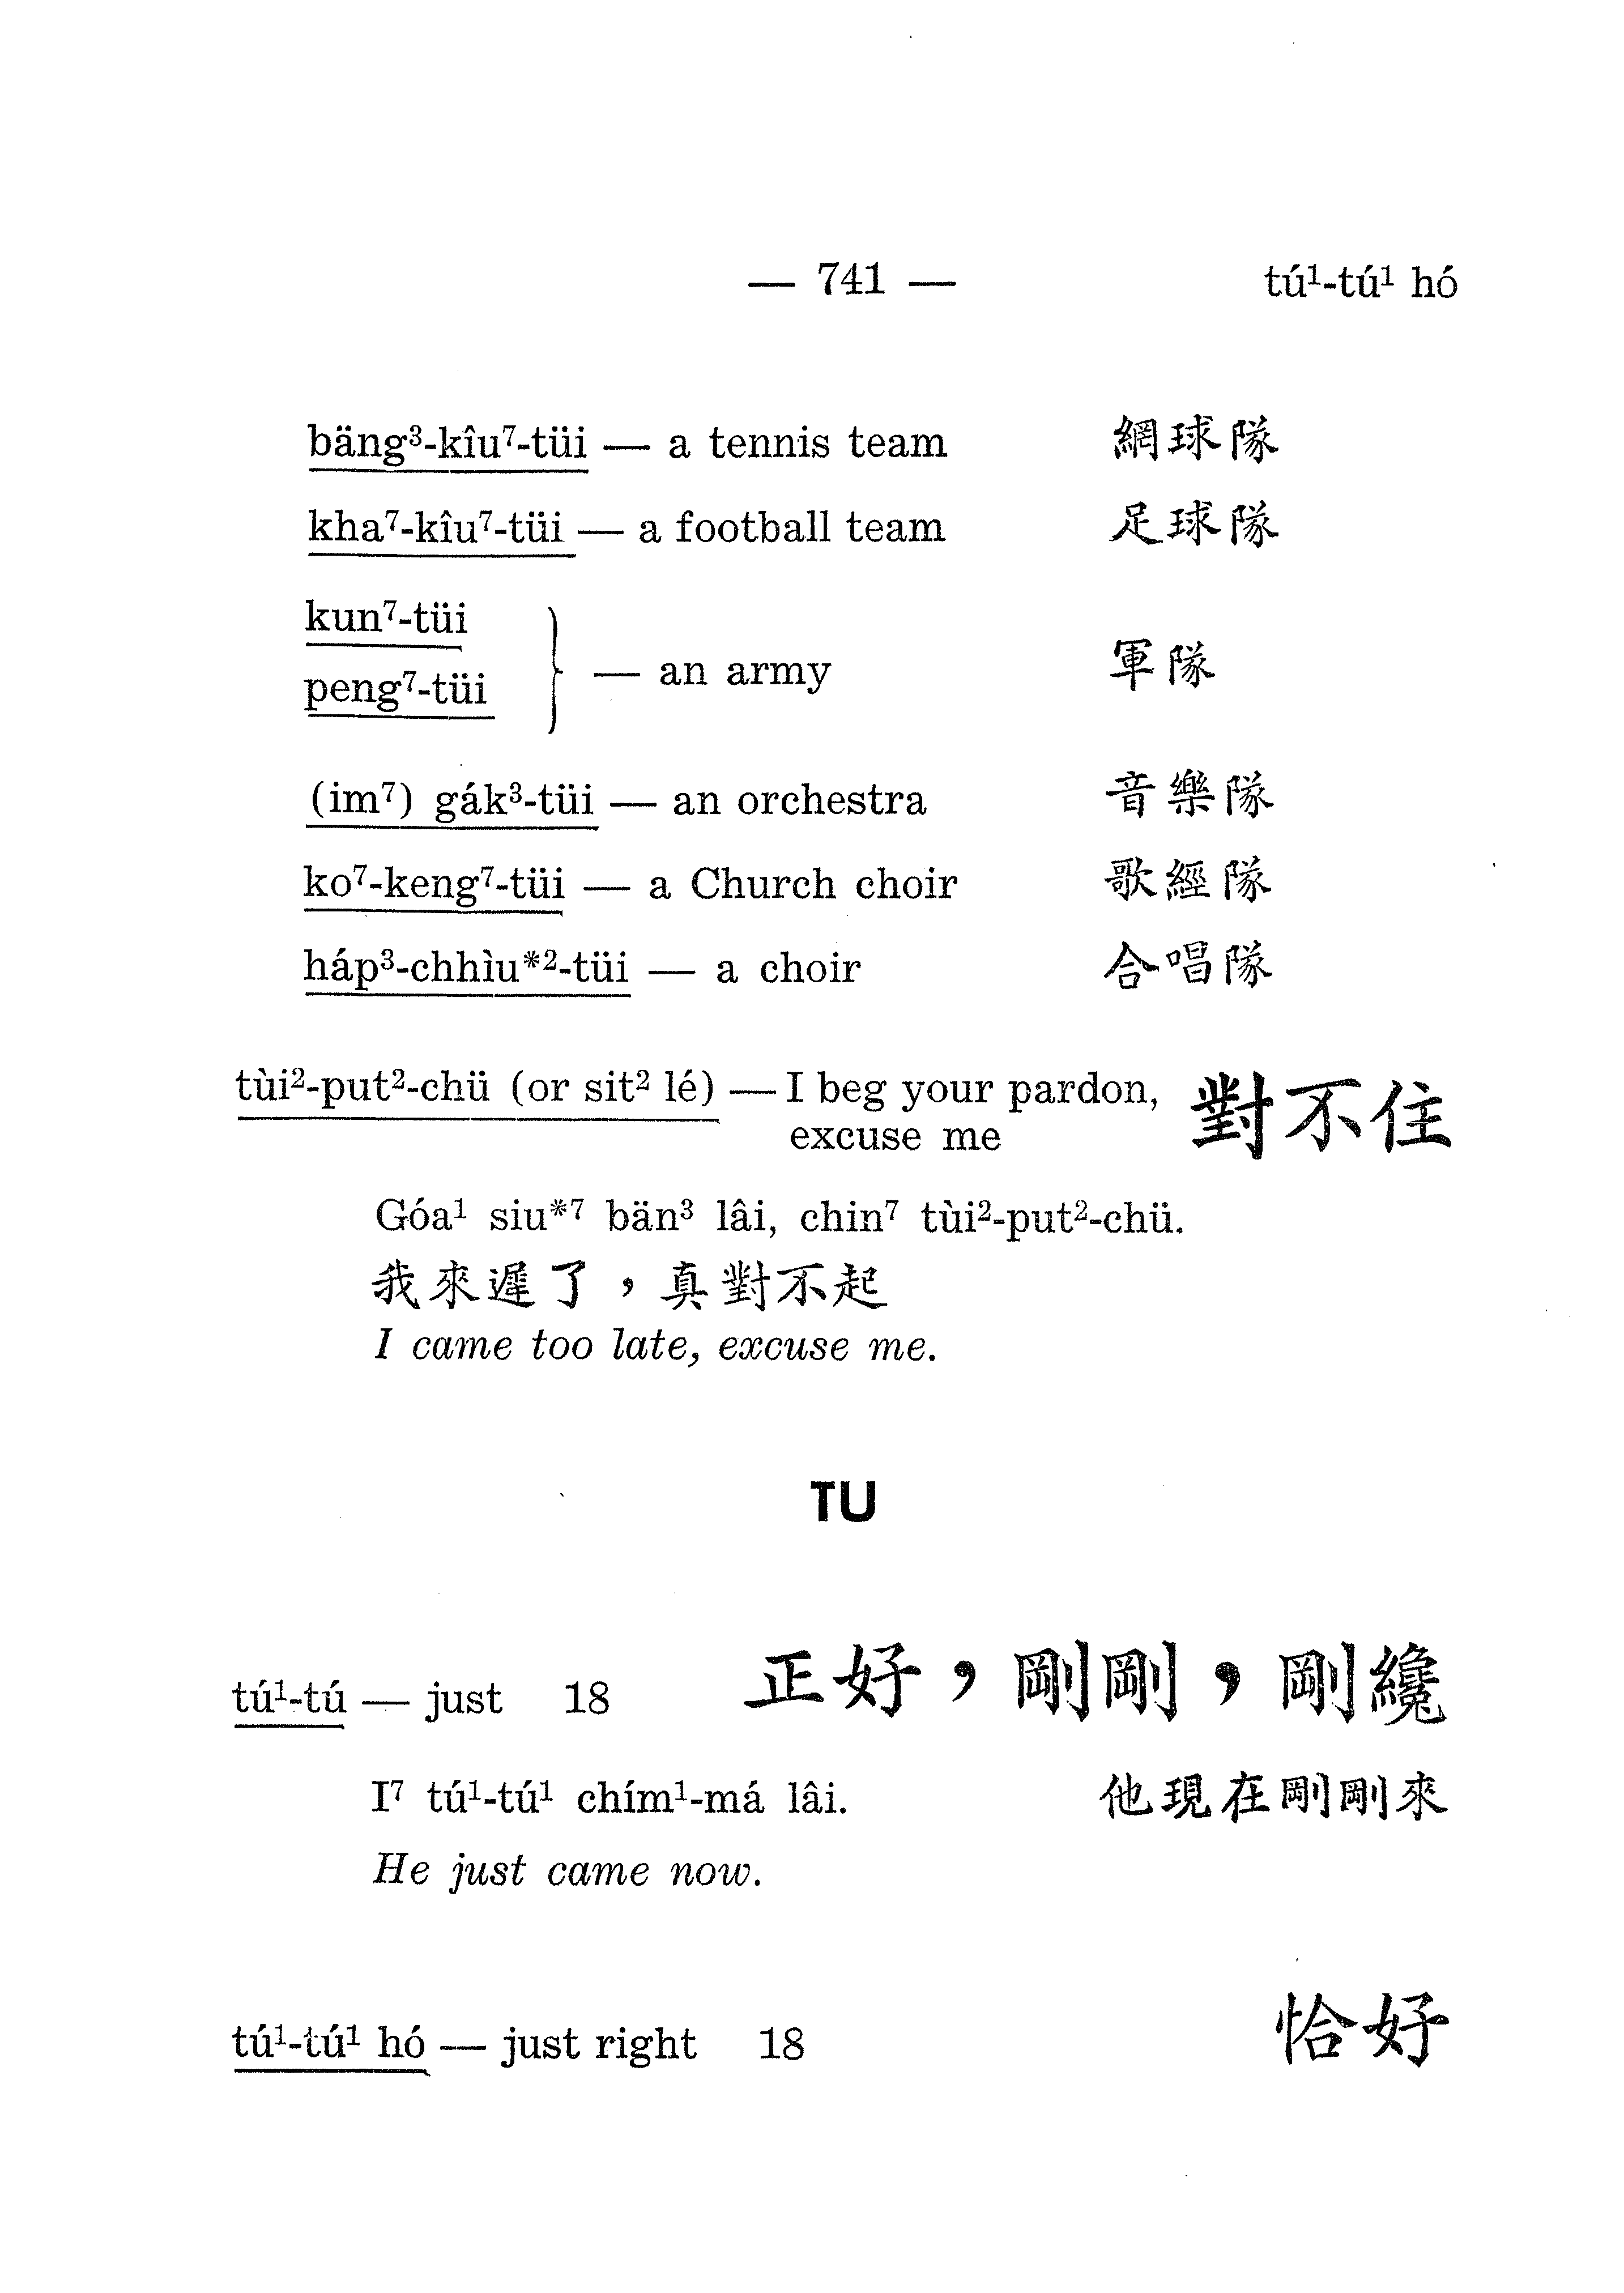 — 741 — tú¹-tú¹ hó
bäng³-kîu⁷-tüi — a tennis team 網球隊
kha⁷-kîu⁷-tüi — a football team 足球隊
kun⁷-tüi
peng⁷-tüi } — an army 軍隊
(im⁷) gák³-tüi — an orchestra 音樂隊
ko⁷-keng⁷-tüi — a Church choir 歌經隊
háp³-chhìu*²-tüi — a choir 合唱隊
tùi²-put²-chü (or sit² lé) — I beg your pardon, 對不住
excuse me
Góa¹ siu*⁷ bän³ lâi, chin⁷ tùi²-put²-chü.
我來遲了，真對不起
I came too late, excuse me.
TU
tú¹-tú — just 18 正好，剛剛，剛纔
I⁷ tú¹-tú¹ chím¹-má lâi. 他現在剛剛來
He just came now.
tú¹-tú¹ hó — just right 18 恰好